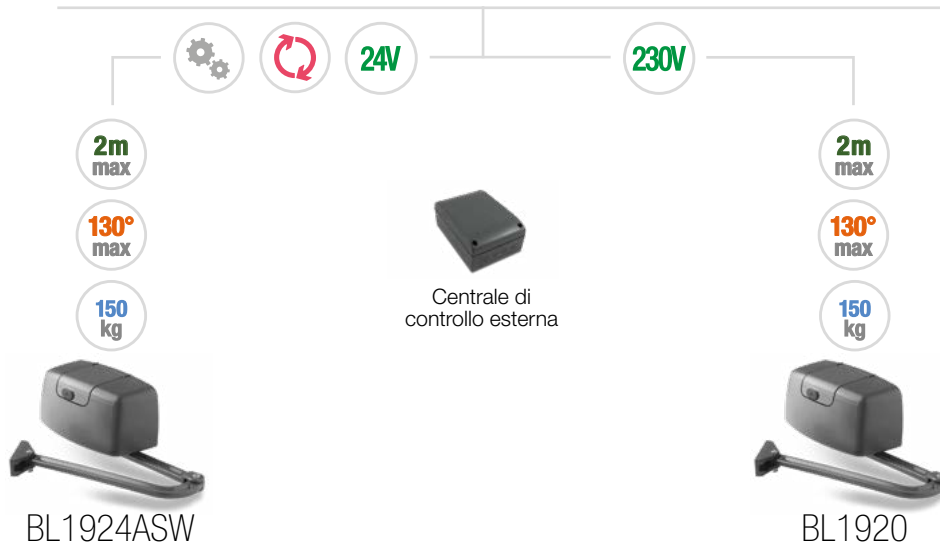 24V
230V
2m
max
130°
max
150
kg
2m
max
130°
max
150
kg
Centrale di
controllo esterna
BL1924ASW
BL1920